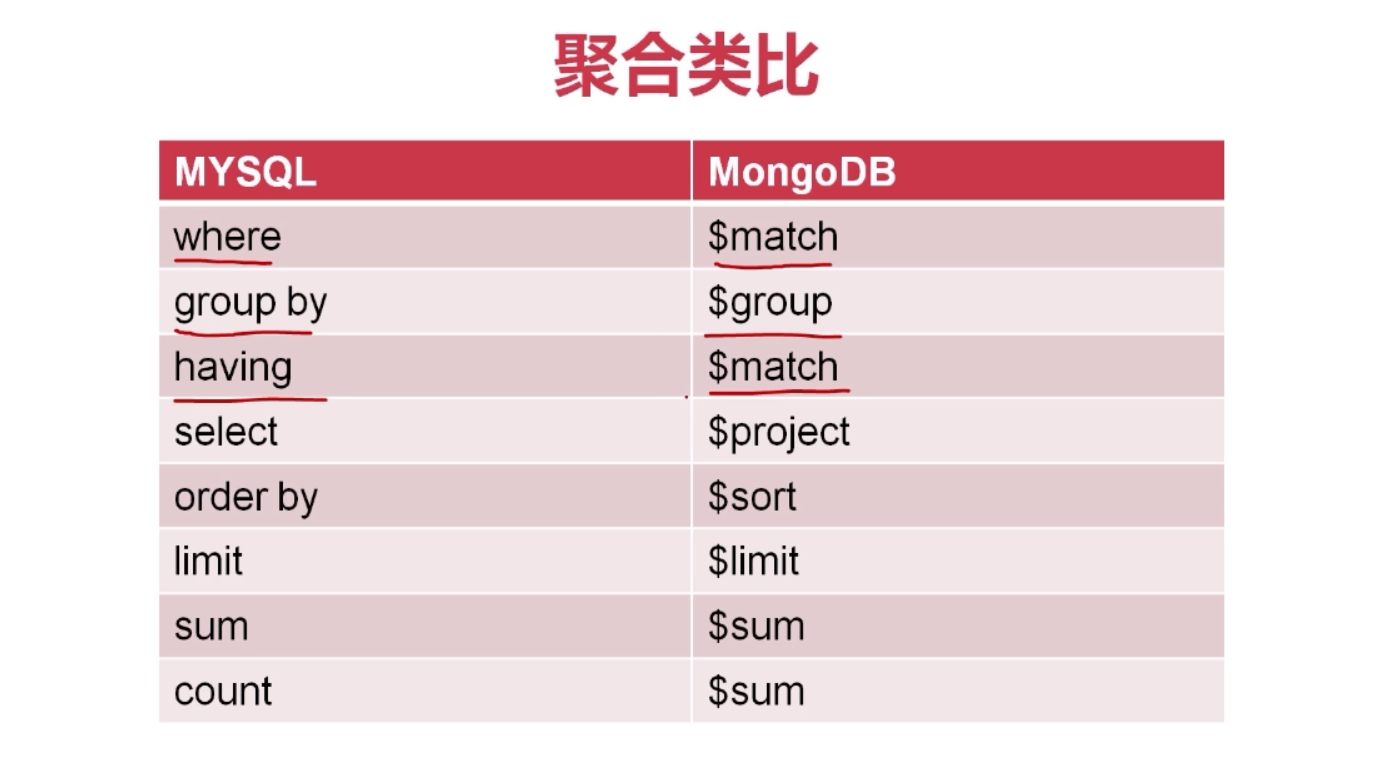 聚合类比
MYSQL MongoDB
where $match
group by $group
having $match
select $project
order by $sort
limit $limit
sum $sum
count $sum